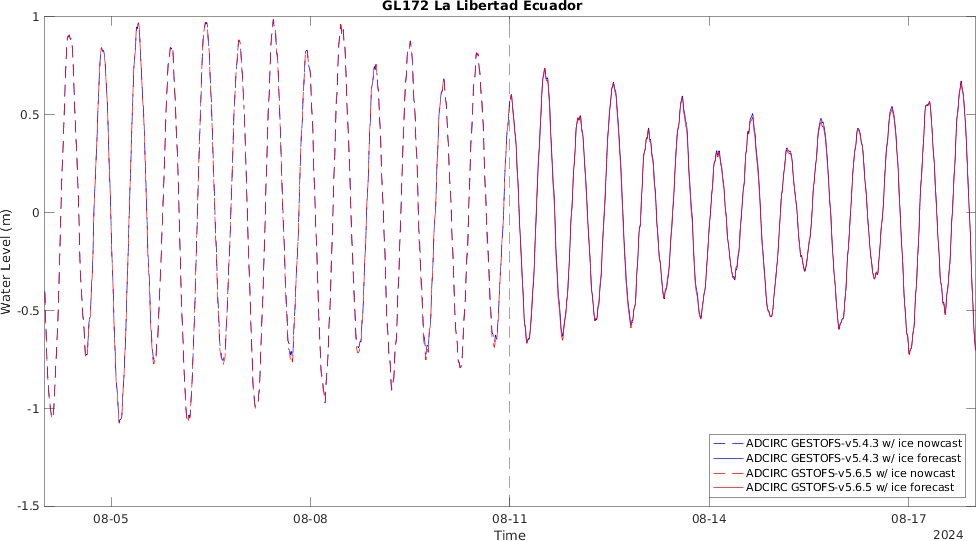 GL172 La Libertad Ecuador
1
0.5
0
-0.5
-1
-1.5
Water Level (m)
ADCIRC GESTOFS-v5.4.3 w/ ice nowcast
ADCIRC GESTOFS-v5.4.3 w/ ice forecast
ADCIRC GSTOFS-v5.6.5 w/ ice nowcast
ADCIRC GSTOFS-v5.6.5 w/ ice forecast
08-05 08-08 08-11 08-14 08-17
Time
2024